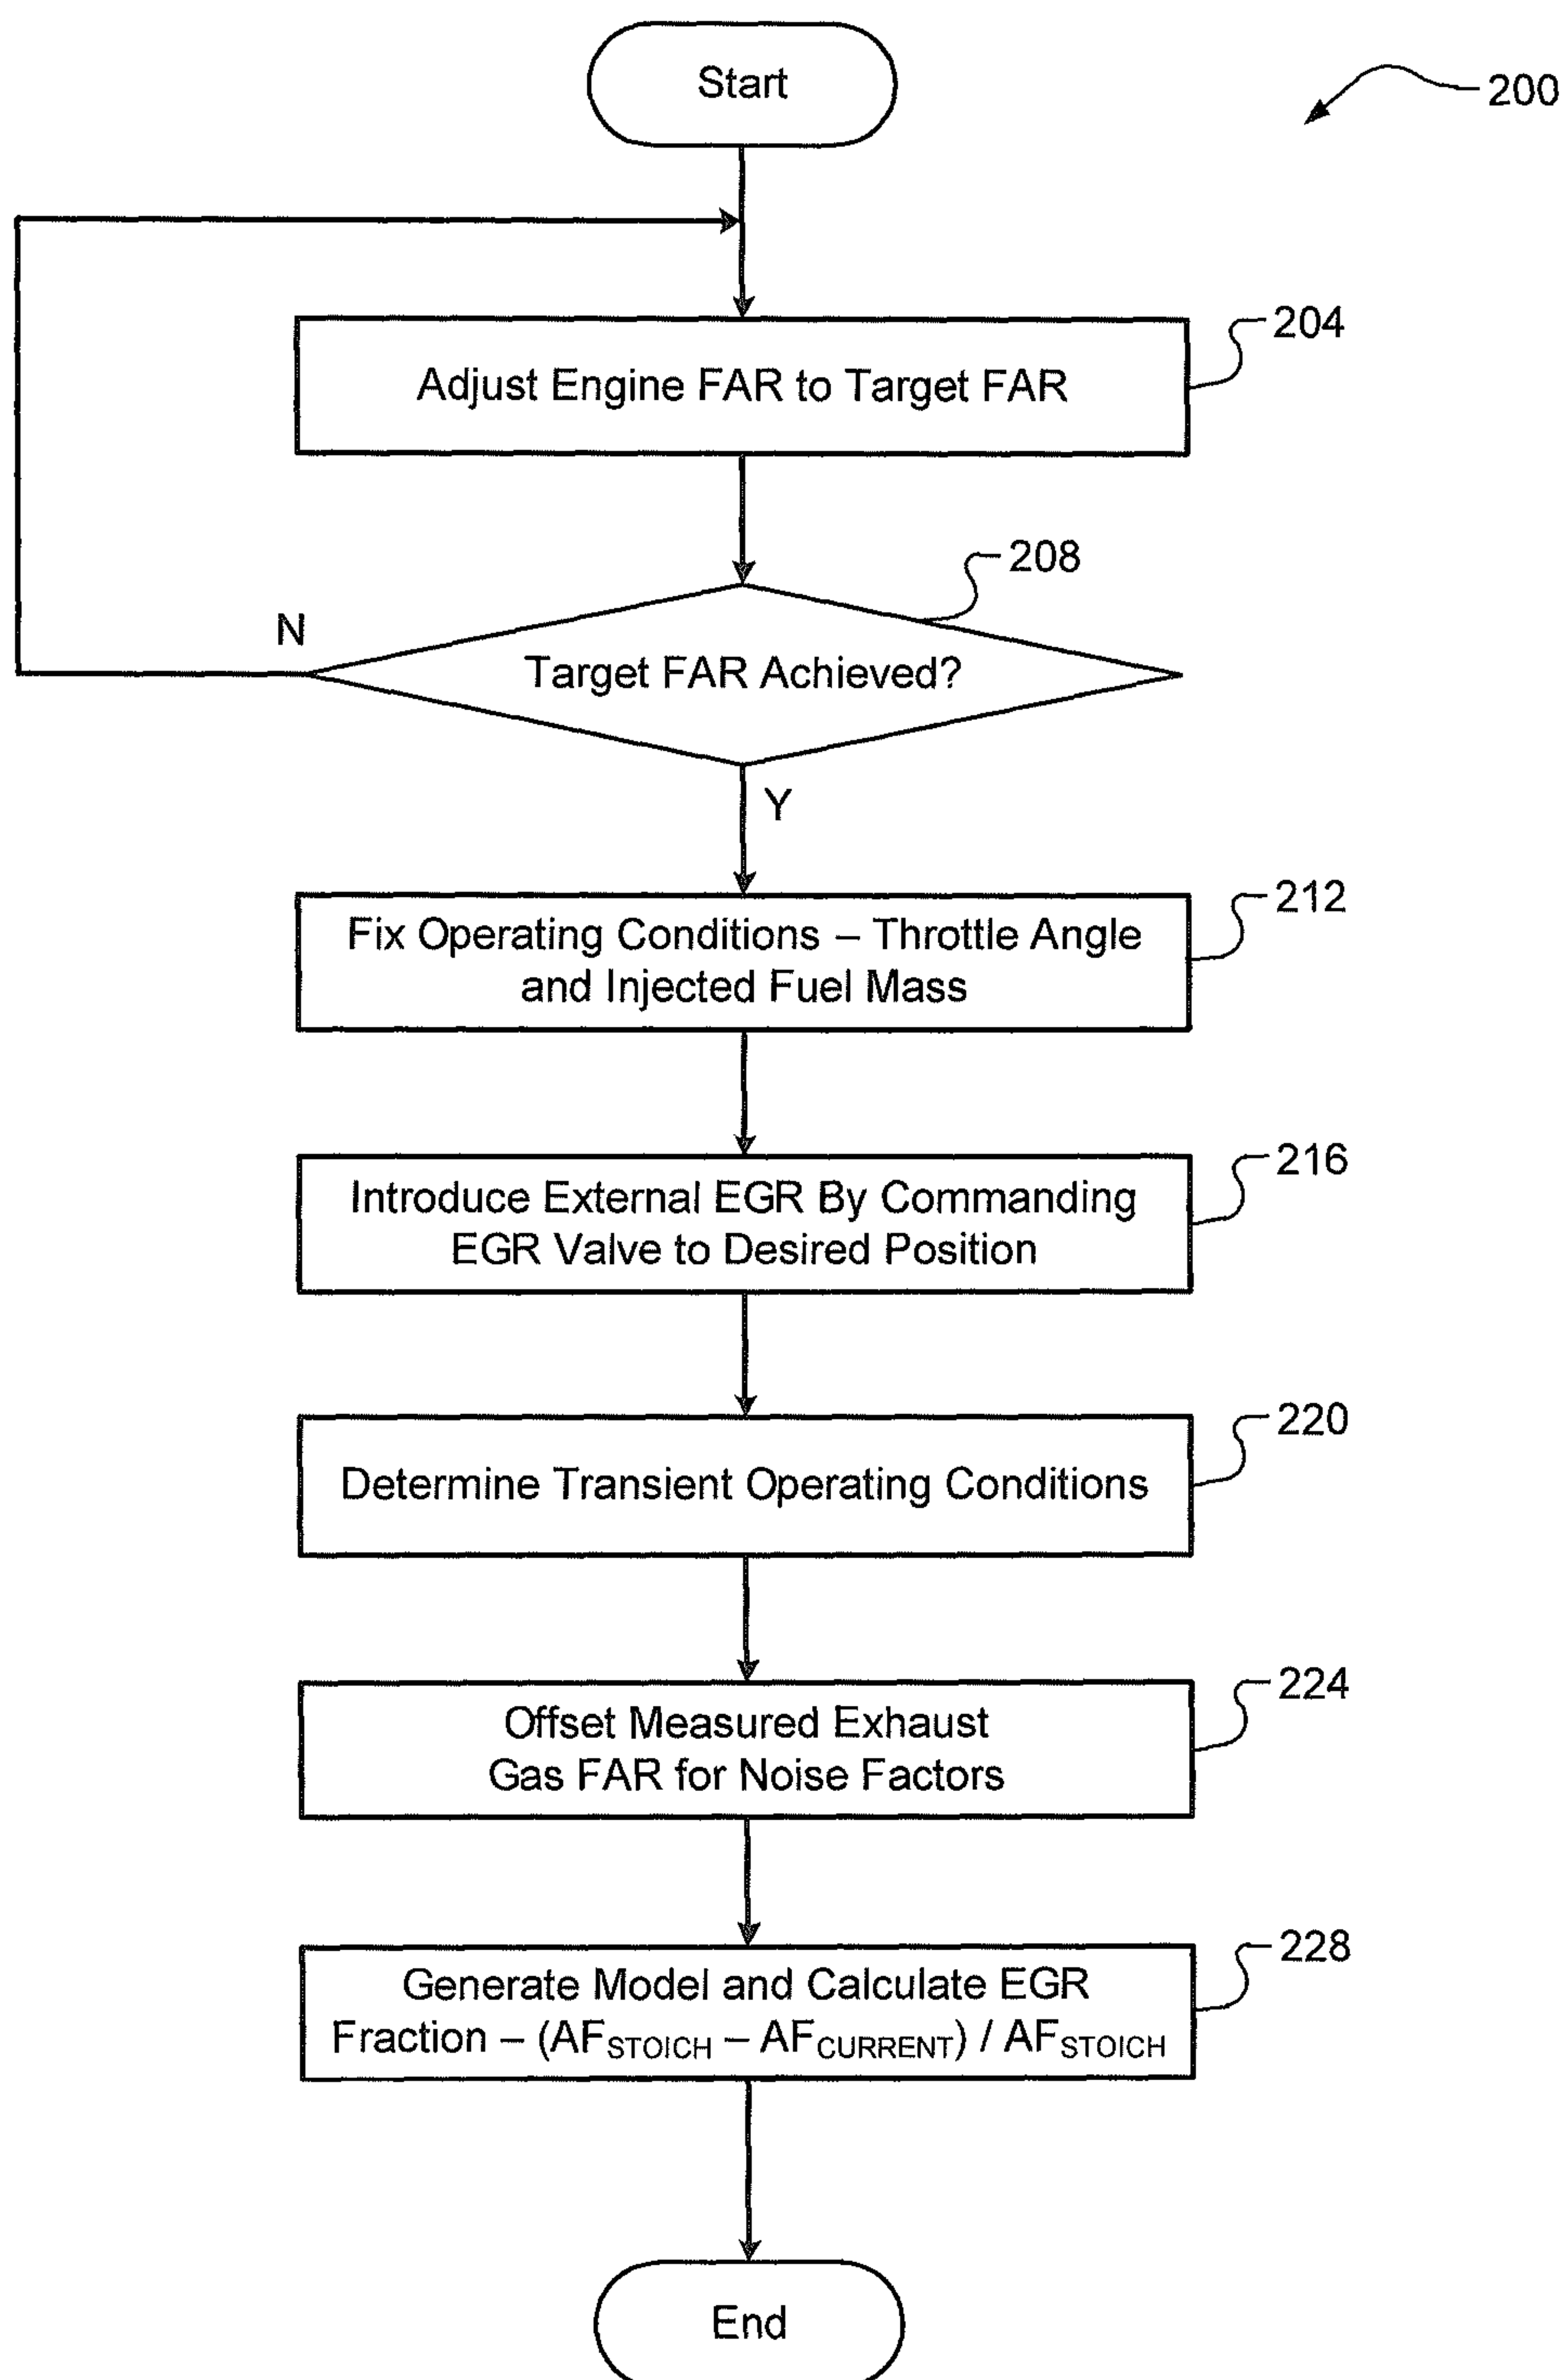 Start
200
204
Adjust Engine FAR to Target FAR
208
N
Target FAR Achieved?
Y
212
Fix Operating Conditions – Throttle Angle
and Injected Fuel Mass
216
Introduce External EGR By Commanding
EGR Valve to Desired Position
220
Determine Transient Operating Conditions
224
Offset Measured Exhaust
Gas FAR for Noise Factors
228
Generate Model and Calculate EGR
Fraction – (AFSTOICH – AFCURRENT) / AFSTOICH
End